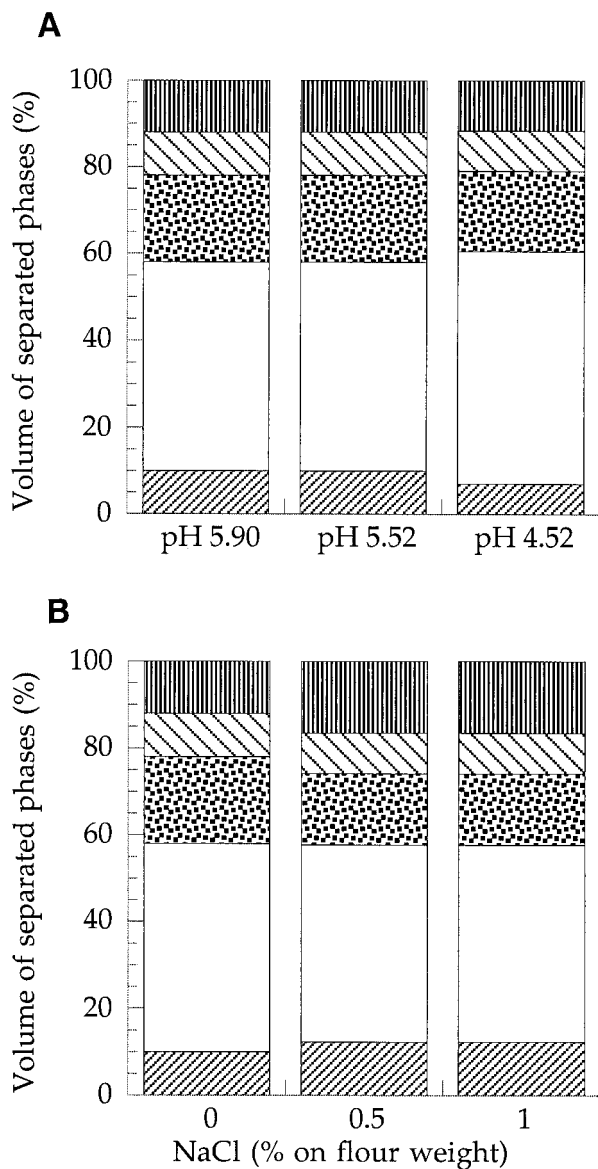 A
Volume of separated phases (%)
100
80
60
40
20
0
pH 5.90 pH 5.52 pH 4.52
B
Volume of separated phases (%)
100
80
60
40
20
0
0 0.5 1
NaCl (% on flour weight)